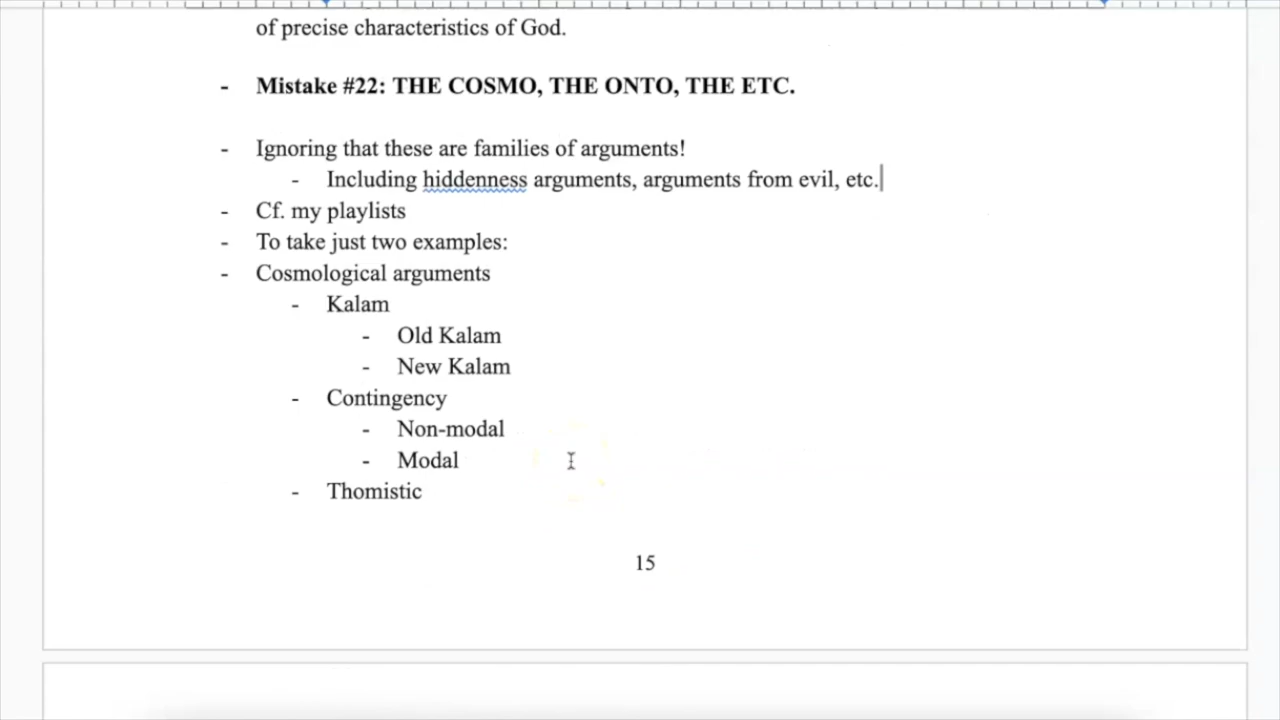 of precise characteristics of God.
- Mistake #22: THE COSMO, THE ONTO, THE ETC.
- Ignoring that these are families of arguments!
- Including hiddenness arguments, arguments from evil, etc.
- Cf. my playlists
- To take just two examples:
- Cosmological arguments
- Kalam
- Old Kalam
- New Kalam
- Contingency
- Non-modal
- Modal
- Thomistic
15